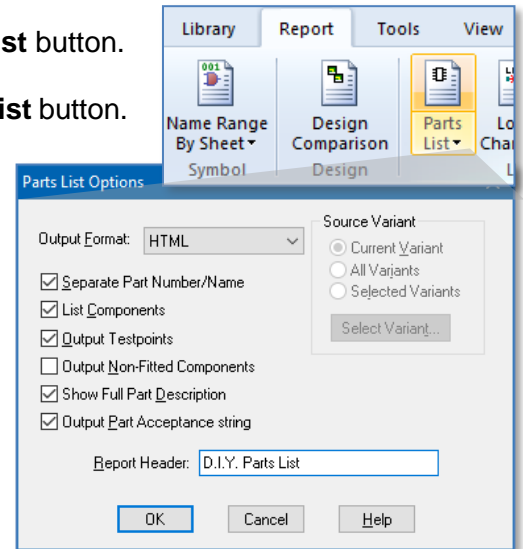 Library Report Tools View
ist button.
001
ist button.
Name Range By Sheet
Design Comparison
Parts List
Symbol Design
Parts List Options
Output Format: HTML
Source Variant
Current Variant
All Variants
Selected Variants
Select Variant...
Separate Part Number/Name
List Components
Output Testpoints
Output Non-Fitted Components
Show Full Part Description
Output Part Acceptance string
Report Header: D.I.Y. Parts List
OK Cancel Help